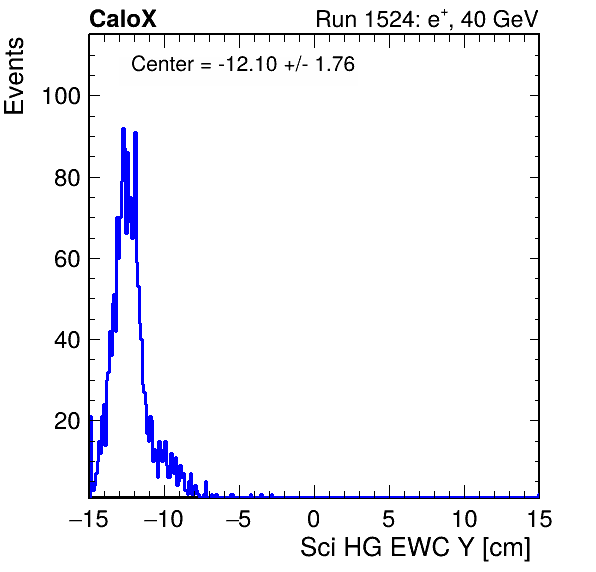 CaloX Run 1524: e+, 40 GeV
Center = -12.10 +/- 1.76
Events
100
80
60
40
20
−15 −10 −5 0 5 10 15
Sci HG EWC Y [cm]